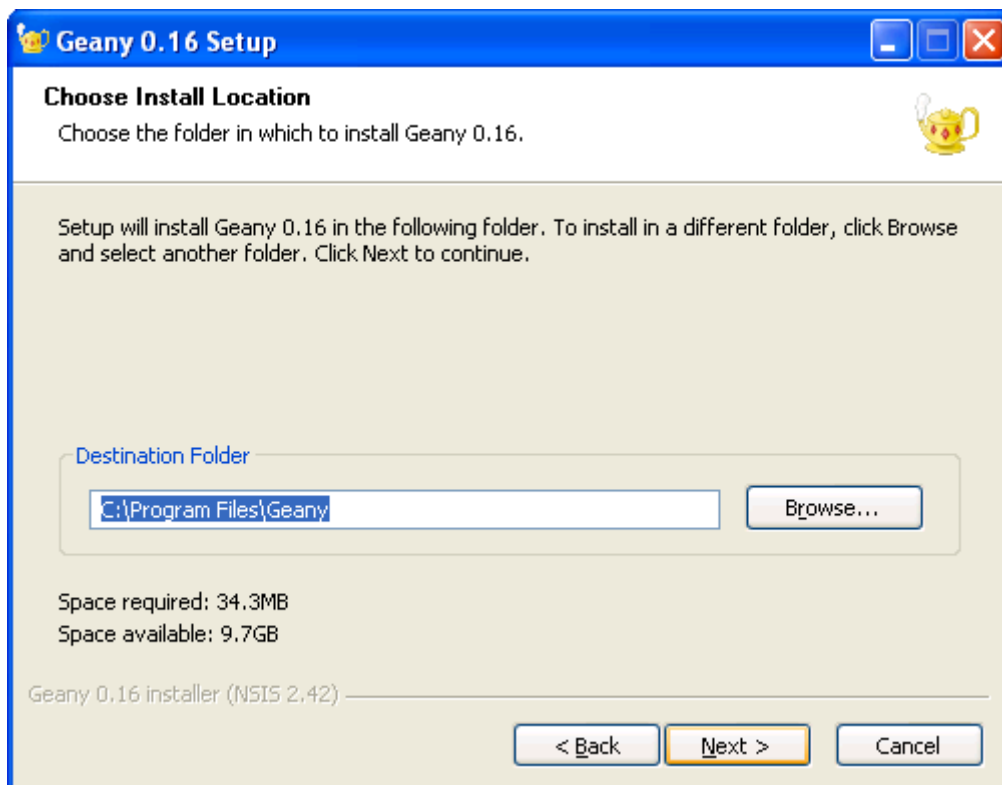 Geany 0.16 Setup
Choose Install Location
Choose the folder in which to install Geany 0.16.
Setup will install Geany 0.16 in the following folder. To install in a different folder, click Browse
and select another folder. Click Next to continue.
Destination Folder
C:\Program Files\Geany
Browse...
Space required: 34.3MB
Space available: 9.7GB
Geany 0.16 installer (NSIS 2.42)
< Back Next > Cancel